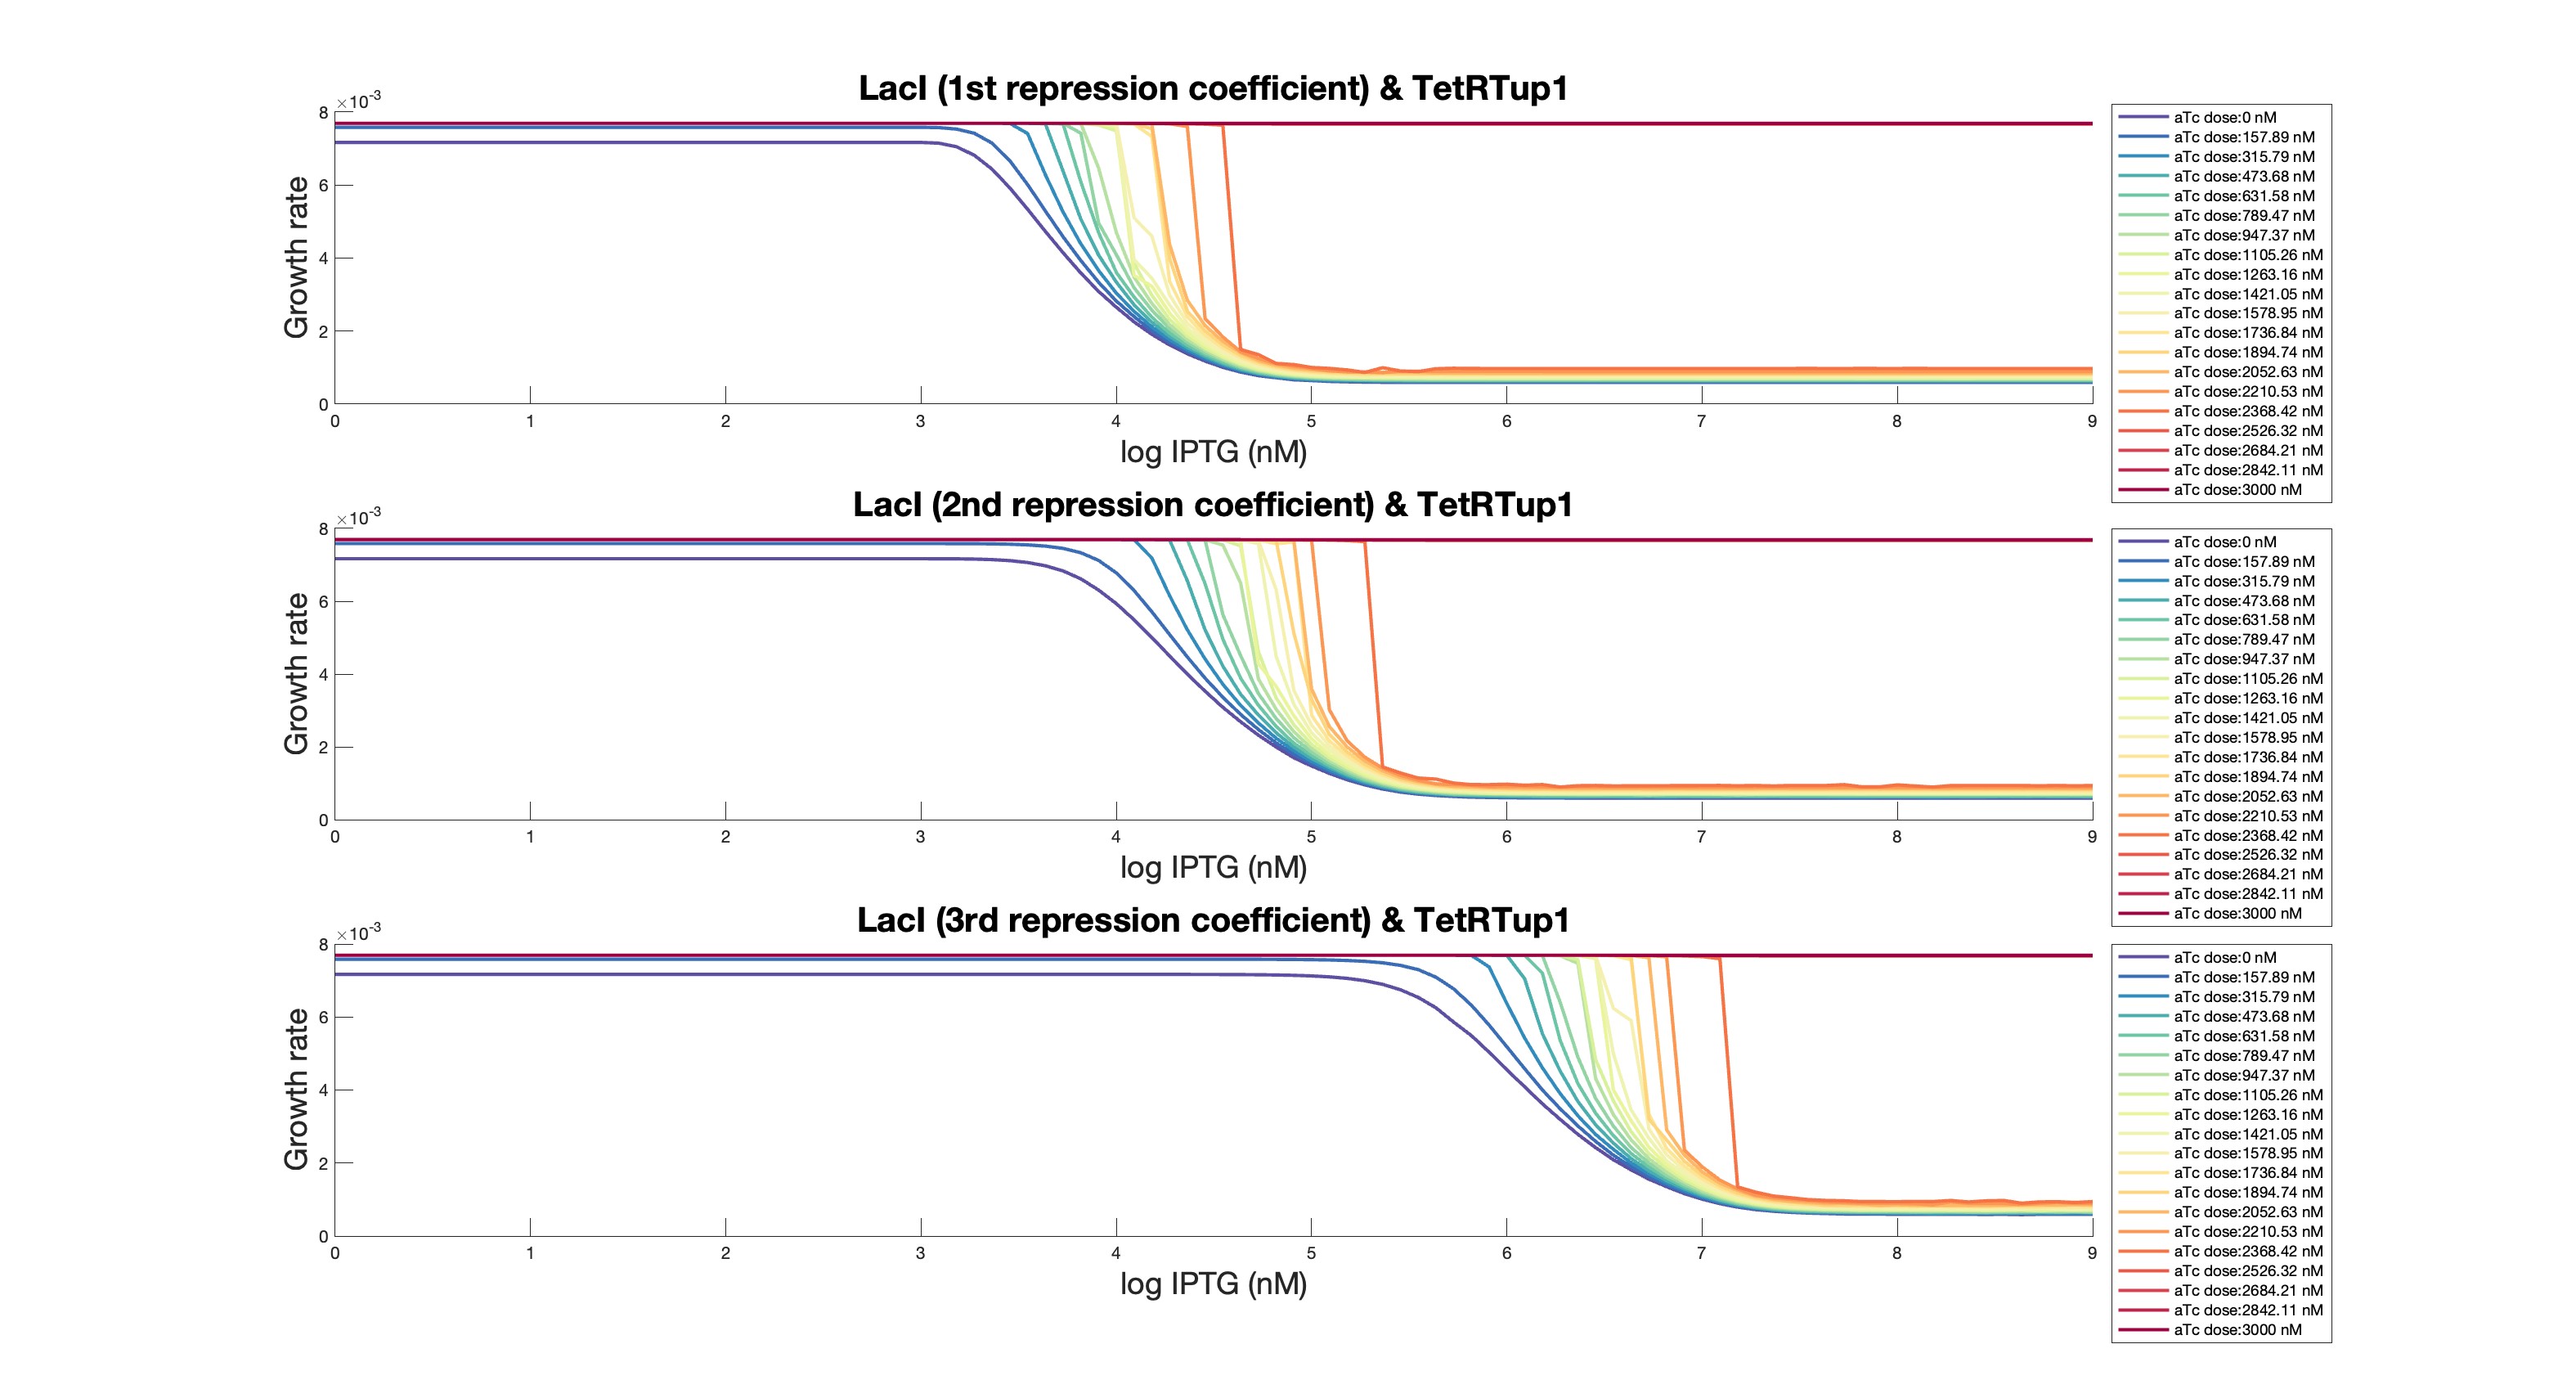 LacI (1st repression coefficient) & TetRTup1
×10-3
8
6
4
2
0
Growth rate
0 1 2 3 4 5 6 7 8 9
log IPTG (nM)
aTc dose:0 nM
aTc dose:157.89 nM
aTc dose:315.79 nM
aTc dose:473.68 nM
aTc dose:631.58 nM
aTc dose:789.47 nM
aTc dose:947.37 nM
aTc dose:1105.26 nM
aTc dose:1263.16 nM
aTc dose:1421.05 nM
aTc dose:1578.95 nM
aTc dose:1736.84 nM
aTc dose:1894.74 nM
aTc dose:2052.63 nM
aTc dose:2210.53 nM
aTc dose:2368.42 nM
aTc dose:2526.32 nM
aTc dose:2684.21 nM
aTc dose:2842.11 nM
aTc dose:3000 nM
LacI (2nd repression coefficient) & TetRTup1
×10-3
8
6
4
2
0
Growth rate
0 1 2 3 4 5 6 7 8 9
log IPTG (nM)
aTc dose:0 nM
aTc dose:157.89 nM
aTc dose:315.79 nM
aTc dose:473.68 nM
aTc dose:631.58 nM
aTc dose:789.47 nM
aTc dose:947.37 nM
aTc dose:1105.26 nM
aTc dose:1263.16 nM
aTc dose:1421.05 nM
aTc dose:1578.95 nM
aTc dose:1736.84 nM
aTc dose:1894.74 nM
aTc dose:2052.63 nM
aTc dose:2210.53 nM
aTc dose:2368.42 nM
aTc dose:2526.32 nM
aTc dose:2684.21 nM
aTc dose:2842.11 nM
aTc dose:3000 nM
LacI (3rd repression coefficient) & TetRTup1
×10-3
8
6
4
2
0
Growth rate
0 1 2 3 4 5 6 7 8 9
log IPTG (nM)
aTc dose:0 nM
aTc dose:157.89 nM
aTc dose:315.79 nM
aTc dose:473.68 nM
aTc dose:631.58 nM
aTc dose:789.47 nM
aTc dose:947.37 nM
aTc dose:1105.26 nM
aTc dose:1263.16 nM
aTc dose:1421.05 nM
aTc dose:1578.95 nM
aTc dose:1736.84 nM
aTc dose:1894.74 nM
aTc dose:2052.63 nM
aTc dose:2210.53 nM
aTc dose:2368.42 nM
aTc dose:2526.32 nM
aTc dose:2684.21 nM
aTc dose:2842.11 nM
aTc dose:3000 nM